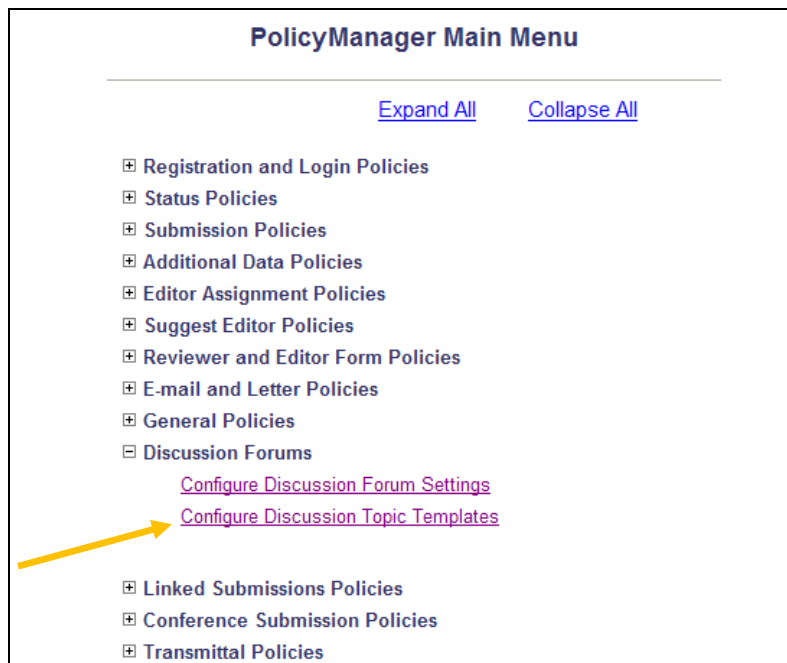 PolicyManager Main Menu
Expand All Collapse All
Registration and Login Policies
Status Policies
Submission Policies
Additional Data Policies
Editor Assignment Policies
Suggest Editor Policies
Reviewer and Editor Form Policies
E-mail and Letter Policies
General Policies
Discussion Forums
Configure Discussion Forum Settings
Configure Discussion Topic Templates
Linked Submissions Policies
Conference Submission Policies
Transmittal Policies